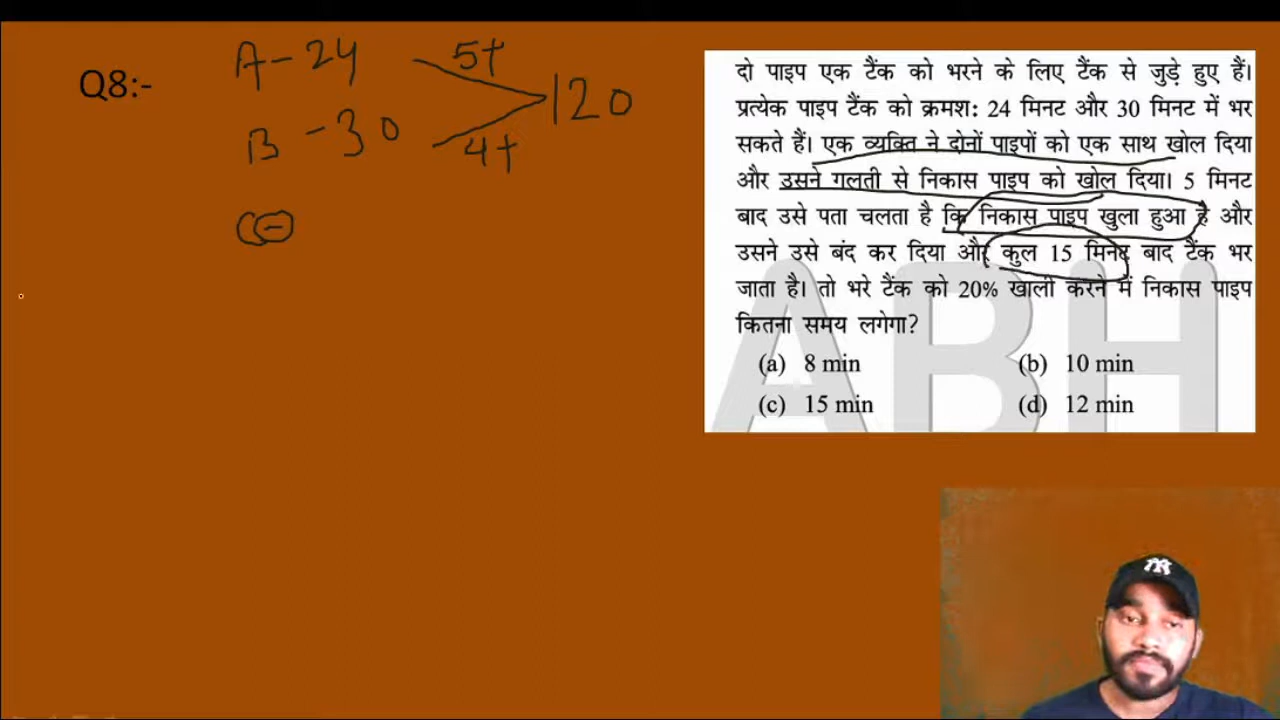 Q8:-
A - 24 5+
120
B - 30 4+
C -
दो पाइप एक टैंक को भरने के लिए टैंक से जुड़े हुए हैं।
प्रत्येक पाइप टैंक को क्रमश: 24 मिनट और 30 मिनट में भर
सकते हैं। एक व्यक्ति ने दोनों पाइपों को एक साथ खोल दिया
और उसने गलती से निकास पाइप को खोल दिया। 5 मिनट
बाद उसे पता चलता है कि निकास पाइप खुला हुआ है और
उसने उसे बंद कर दिया और कुल 15 मिनट बाद टैंक भर
जाता है। तो भरे टैंक को 20% खाली करने में निकास पाइप
कितना समय लगेगा?
(a) 8 min (b) 10 min
(c) 15 min (d) 12 min
ABH